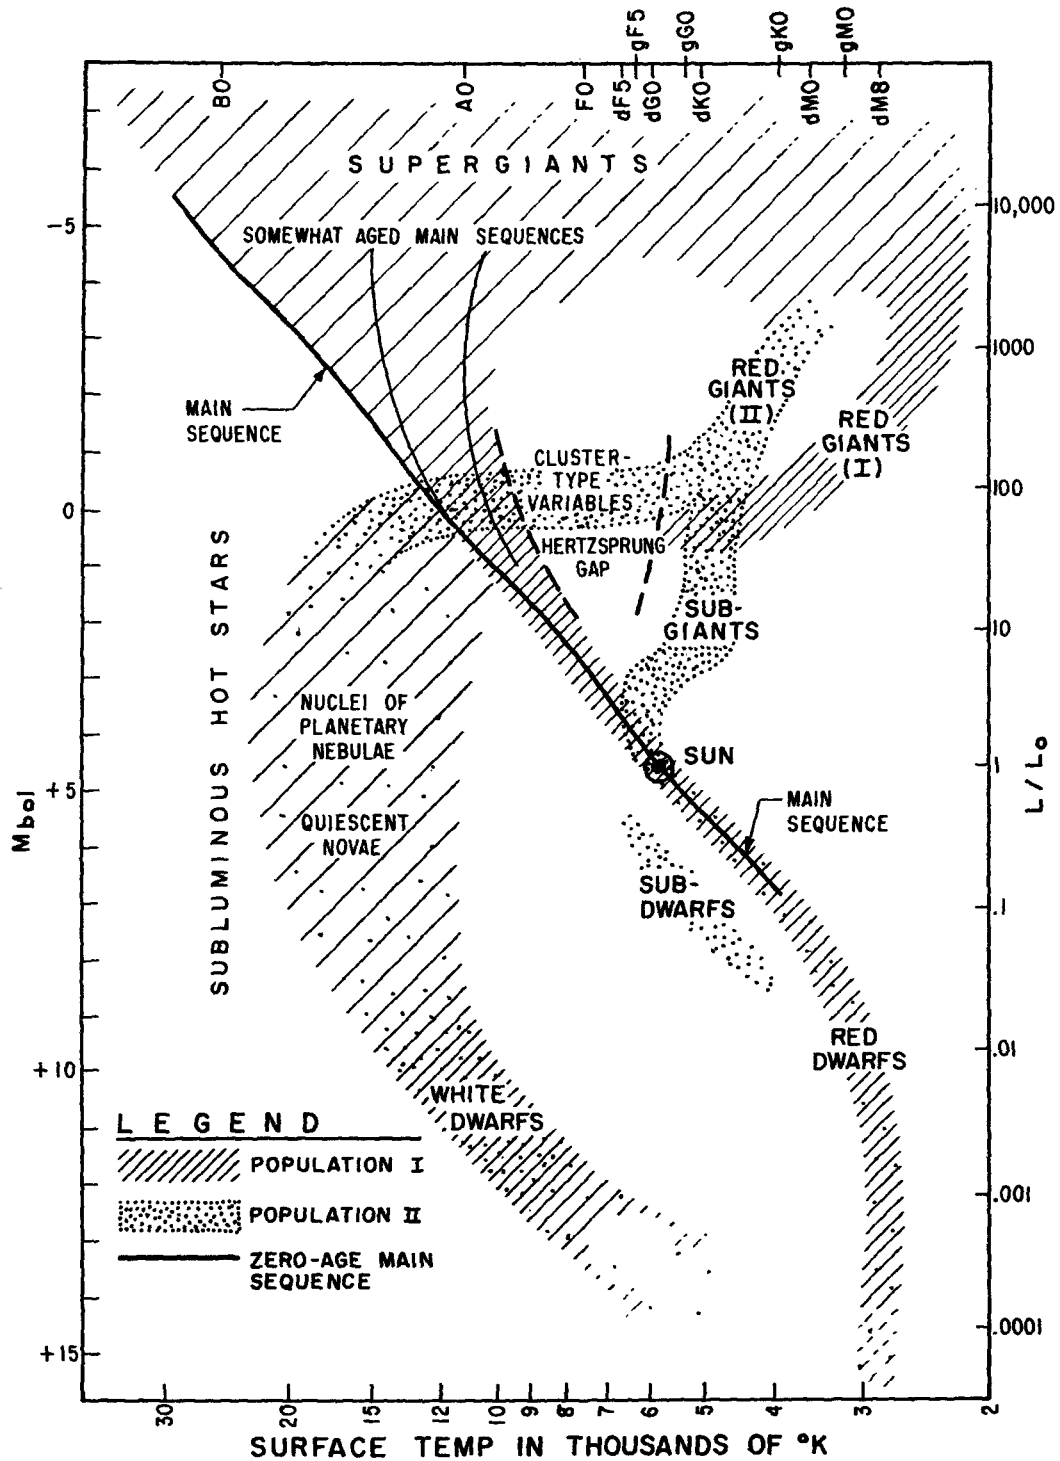 gF5
gG0
gK0
gM0
B0
A0
F0
dF5
dG0
dK0
dM0
dM8
SUPERGIANTS
-5
10,000
SOMEWHAT AGED MAIN SEQUENCES
1000
RED
GIANTS
(II)
MAIN
SEQUENCE
RED
GIANTS
(I)
CLUSTER-
TYPE
VARIABLES
100
0
HERTZSPRUNG
GAP
SUB-
GIANTS
10
SUBLUMINOUS HOT STARS
NUCLEI OF
PLANETARY
NEBULAE
SUN
1
L/L₀
+5
Mbol
MAIN
SEQUENCE
QUIESCENT
NOVAE
SUB-
DWARFS
.1
RED
DWARFS
.01
+10
WHITE
DWARFS
LEGEND
POPULATION I
.001
POPULATION II
ZERO-AGE MAIN
SEQUENCE
.0001
+15
30
20
15
12
10
9
8
7
6
5
4
3
2
SURFACE TEMP IN THOUSANDS OF °K